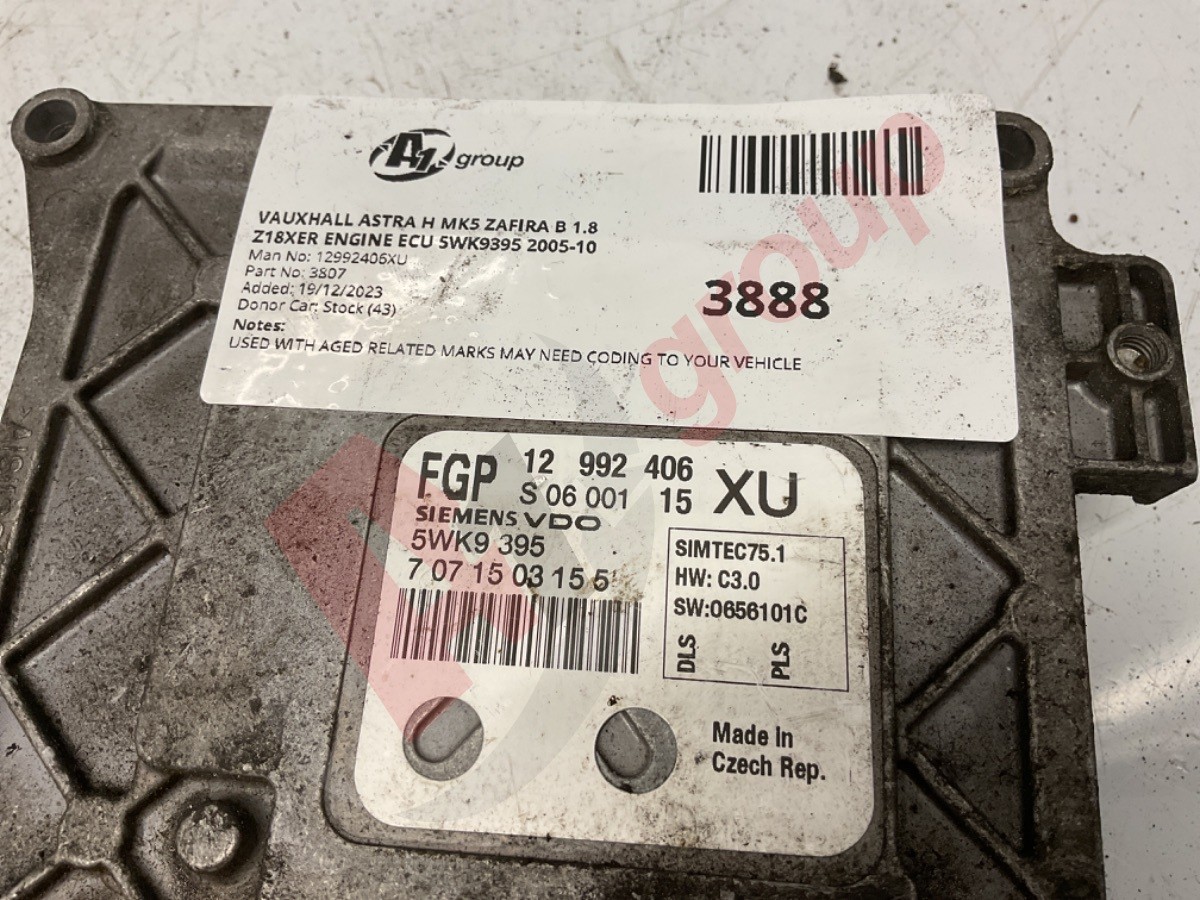 A1 group
VAUXHALL ASTRA H MK5 ZAFIRA B 1.8
Z18XER ENGINE ECU 5WK9395 2005-10
Man No: 12992406XU
Part No: 3807
Added: 19/12/2023
Donor Car: Stock (43)
Notes:
USED WITH AGED RELATED MARKS MAY NEED CODING TO YOUR VEHICLE
3888
A1 group
FGP 12 992 406 XU
S 06 001 15
SIEMENS VDO
5WK9 395
7 07 15 03 15 5
SIMTEC75.1
HW: C3.0
SW:0656101C
DLS PLS
Made in
Czech Rep.